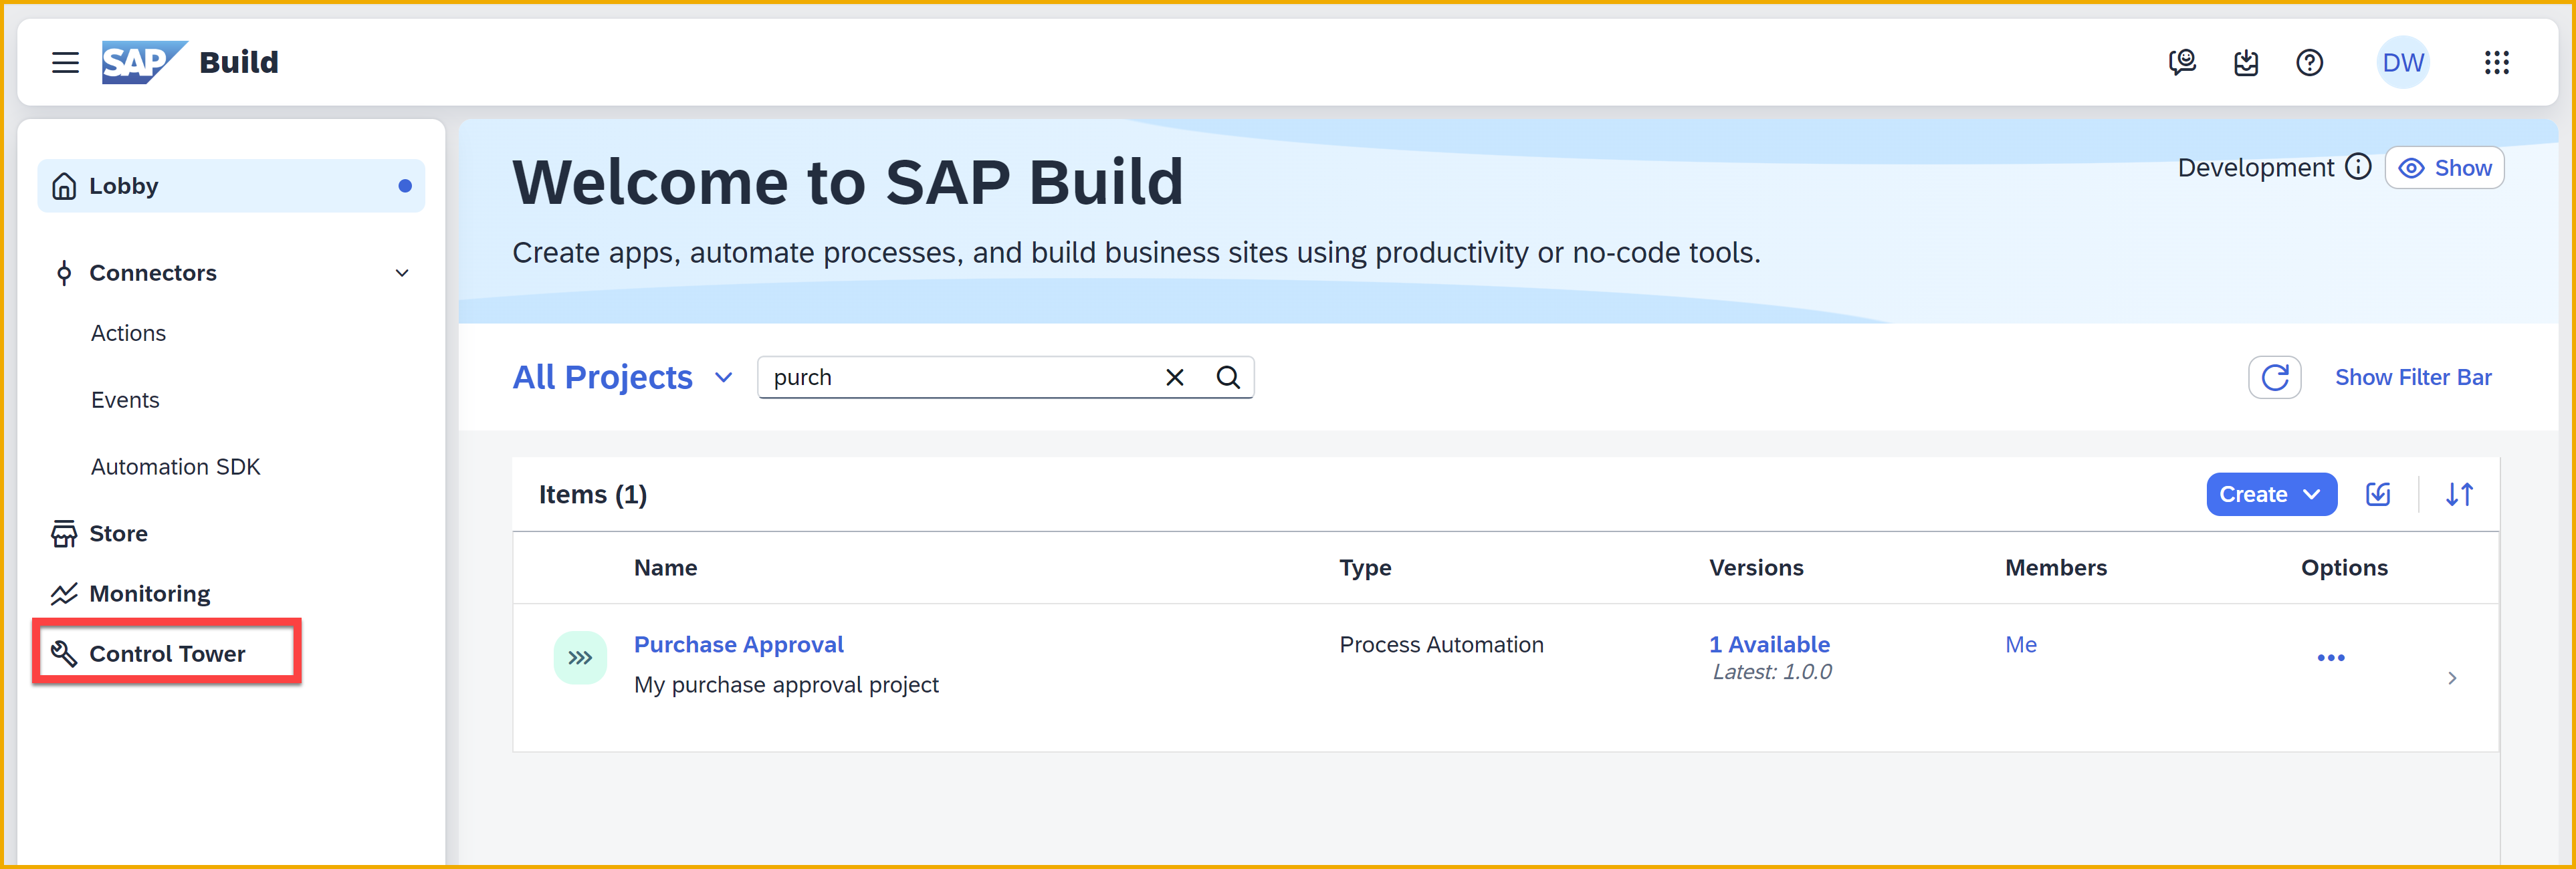 SAP Build
DW
Lobby
Connectors
Actions
Events
Automation SDK
Store
Monitoring
Control Tower
Welcome to SAP Build
Development
Show
Create apps, automate processes, and build business sites using productivity or no-code tools.
All Projects
purch
Show Filter Bar
Items (1)
Create
Name Type Versions Members Options
Purchase Approval Process Automation 1 Available Me
Latest: 1.0.0
My purchase approval project